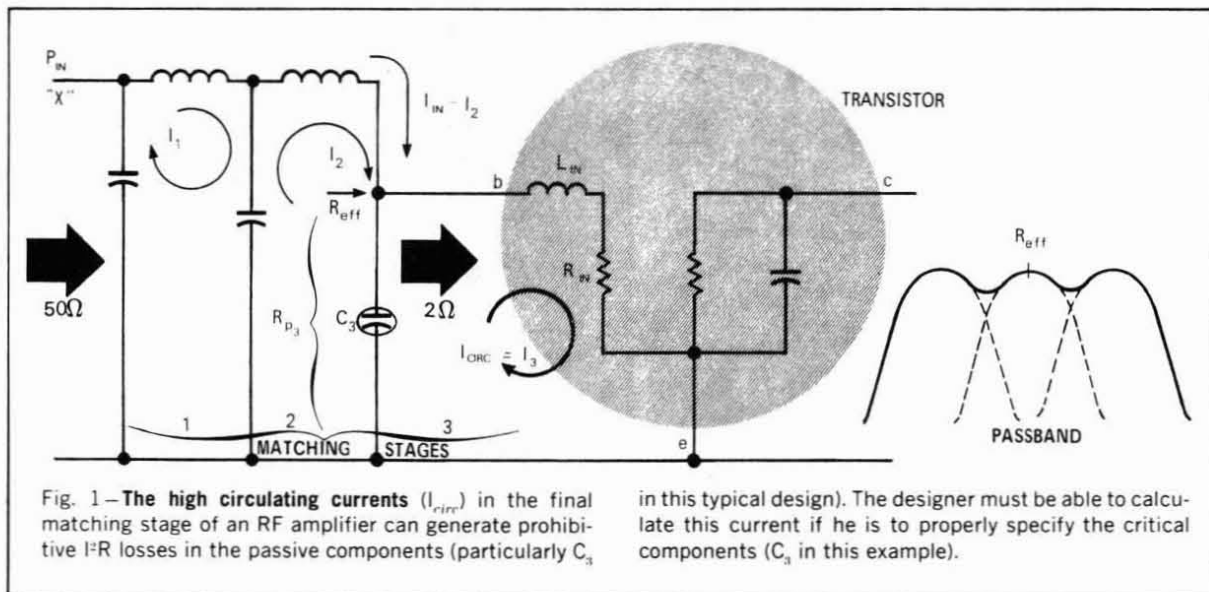 P_IN
"X"
I_1
I_2
I_IN – I_2
R_eff
50Ω
R_p3
C_3
2Ω
1
2
3
MATCHING STAGES
TRANSISTOR
b
L_IN
R_IN
c
e
I_CIRC = I_3
R_eff
PASSBAND
Fig. 1–The high circulating currents (I_circ) in the final
matching stage of an RF amplifier can generate prohibi-
tive I²R losses in the passive components (particularly C_3
in this typical design). The designer must be able to calcu-
late this current if he is to properly specify the critical
components (C_3 in this example).